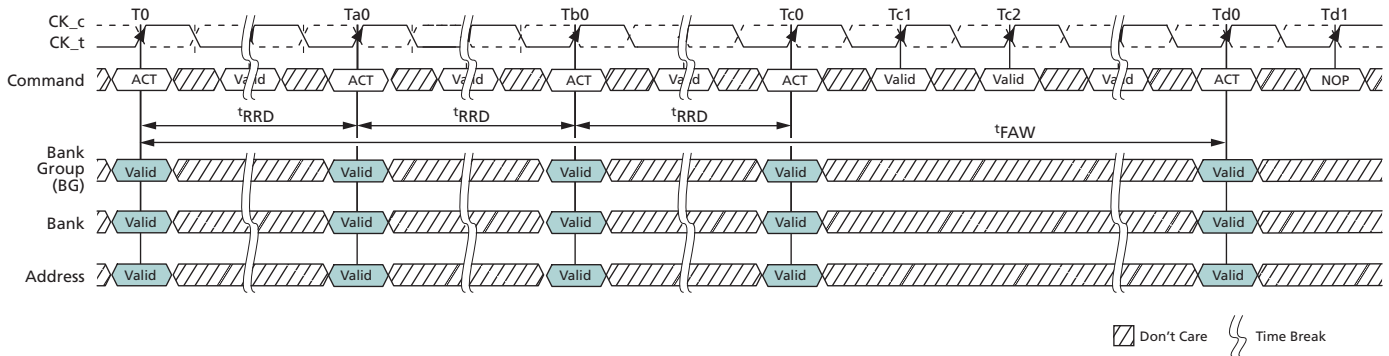 T0 Ta0 Tb0 Tc0 Tc1 Tc2 Td0 Td1
CK_c
CK_t
Command ACT Valid ACT Valid ACT Valid ACT Valid Valid Valid ACT NOP
tRRD tRRD tRRD
tFAW
Bank
Group
(BG)
Valid Valid Valid Valid Valid
Bank Valid Valid Valid Valid Valid
Address Valid Valid Valid Valid Valid
Don't Care Time Break